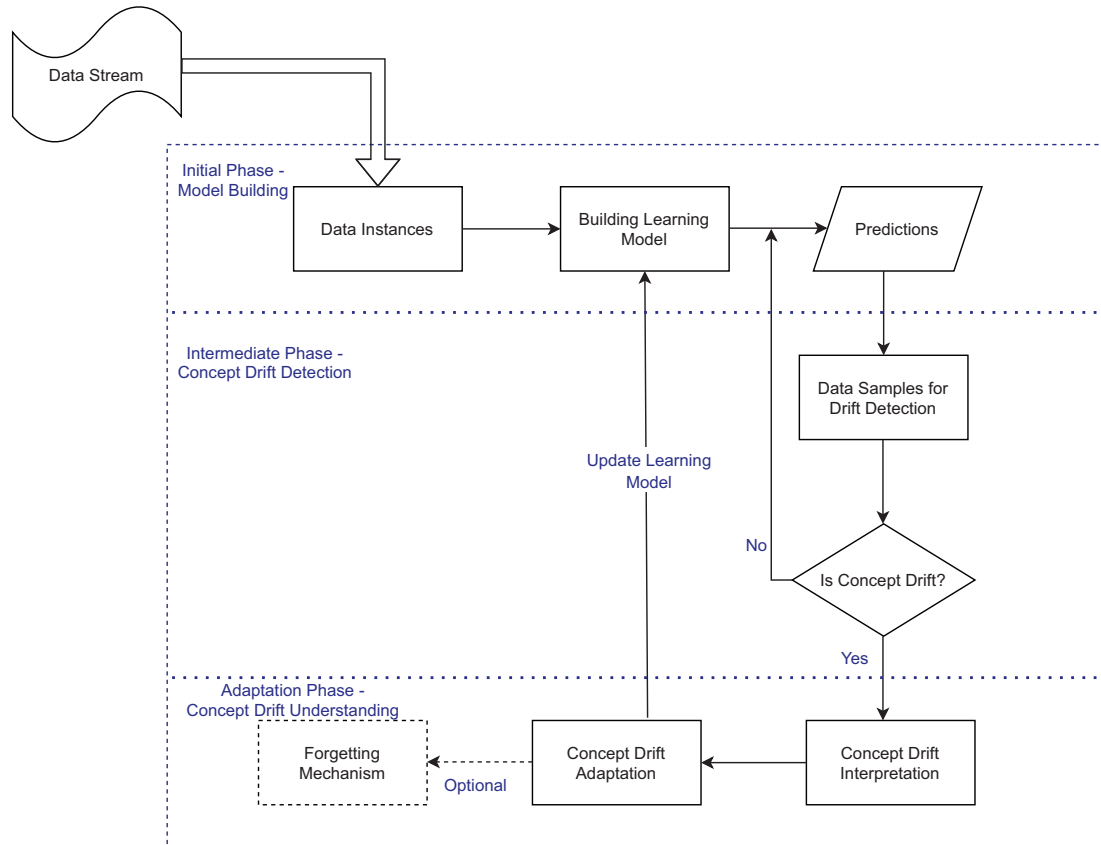 Data Stream
Initial Phase -
Model Building
Data Instances
Building Learning
Model
Predictions
Intermediate Phase -
Concept Drift Detection
Data Samples for
Drift Detection
Update Learning
Model
No
Is Concept Drift?
Yes
Adaptation Phase -
Concept Drift Understanding
Forgetting
Mechanism
Optional
Concept Drift
Adaptation
Concept Drift
Interpretation